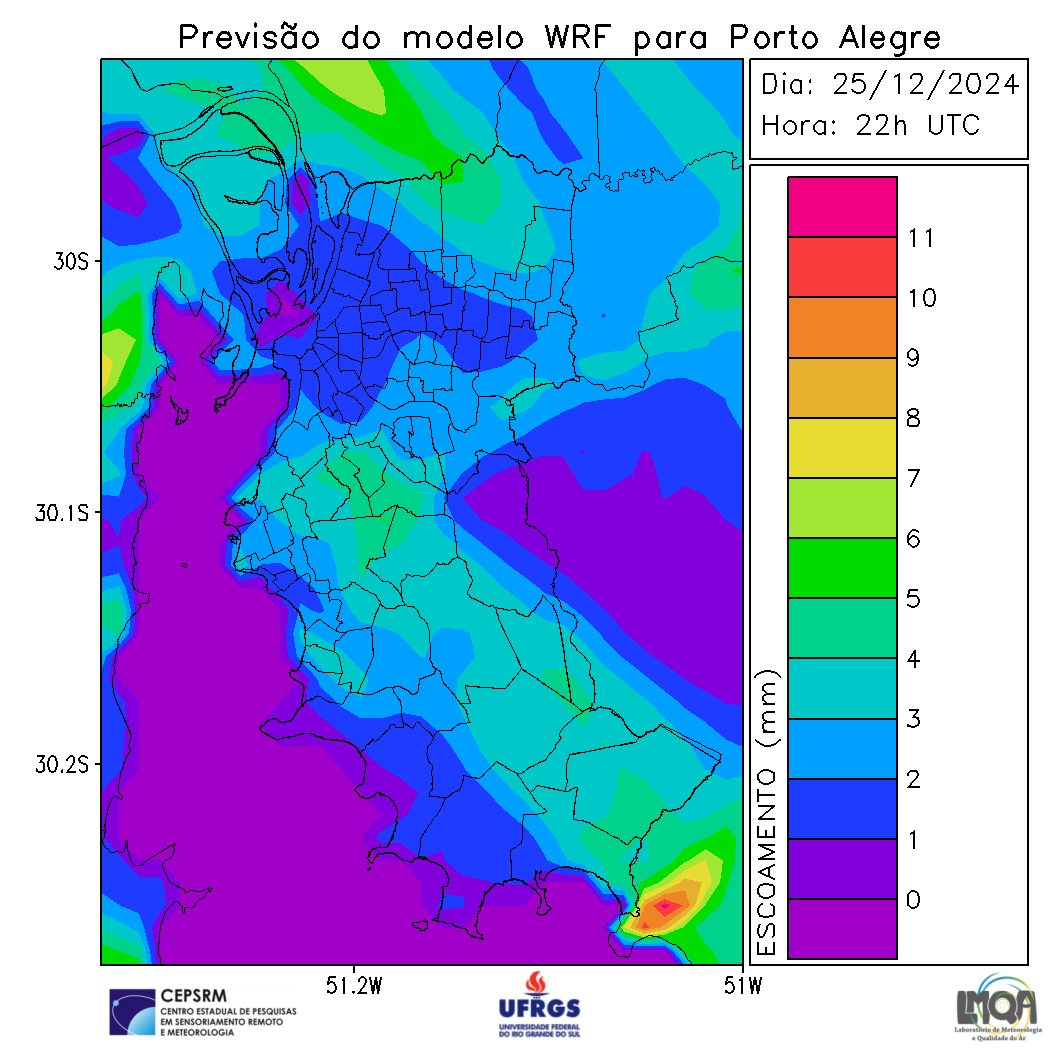 Previsão do modelo WRF para Porto Alegre
Dia: 25/12/2024
Hora: 22h UTC
30S
30.1S
30.2S
51.2W
51W
11
10
9
8
7
6
5
4
3
2
1
0
ESCOAMENTO (mm)
CEPSRM
CENTRO ESTADUAL DE PESQUISAS
EM SENSORIAMENTO REMOTO
E METEOROLOGIA
UFRGS
UNIVERSIDADE FEDERAL
DO RIO GRANDE DO SUL
LMQA
Laboratório de Meteorologia
e Qualidade do Ar